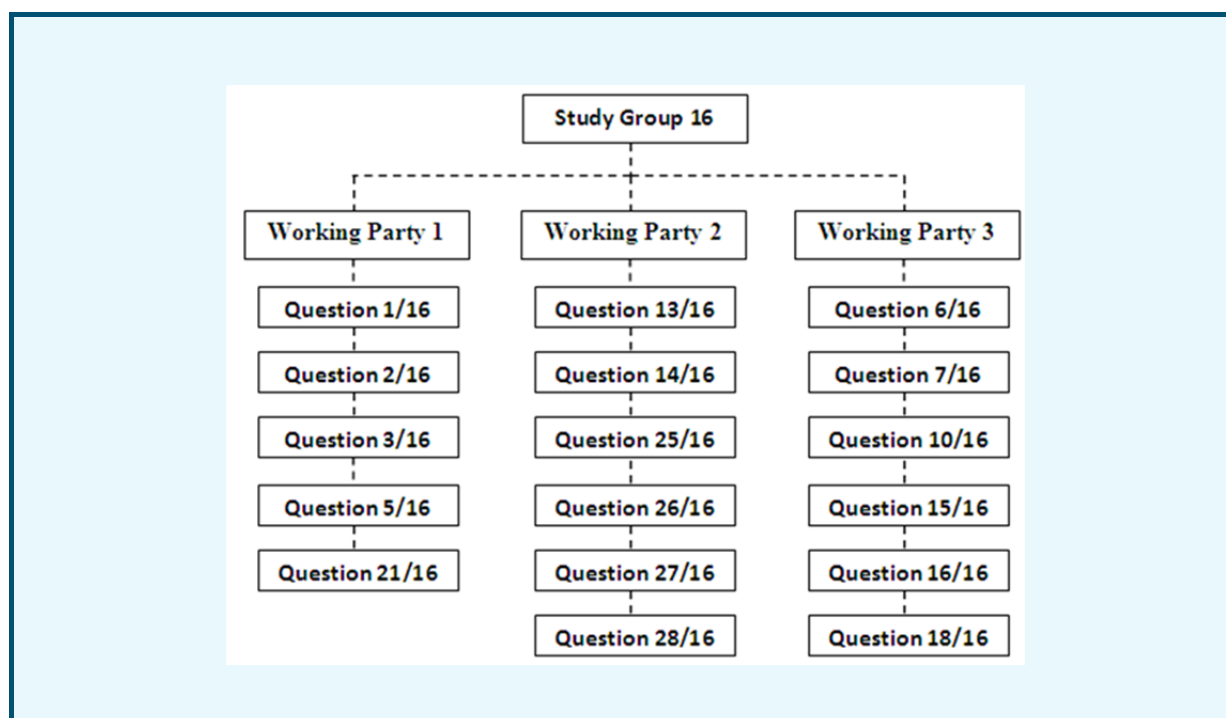 Study Group 16
Working Party 1
Working Party 2
Working Party 3
Question 1/16
Question 13/16
Question 6/16
Question 2/16
Question 14/16
Question 7/16
Question 3/16
Question 25/16
Question 10/16
Question 5/16
Question 26/16
Question 15/16
Question 21/16
Question 27/16
Question 16/16
Question 28/16
Question 18/16